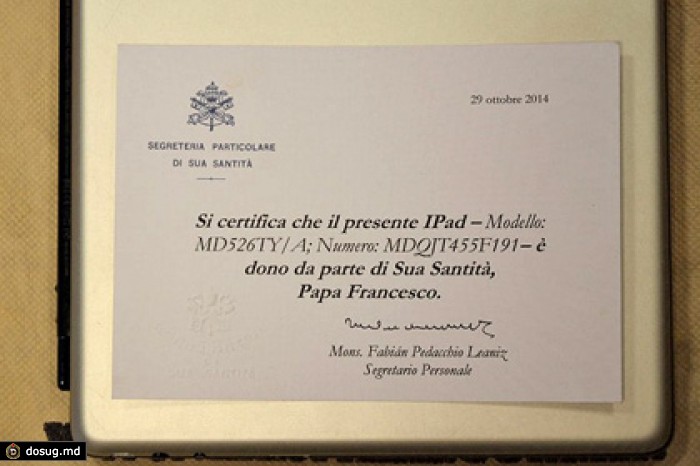 29 ottobre 2014
SEGRETERIA PARTICOLARE
DI SUA SANTITÀ
Si certifica che il presente IPad – Modello:
MD526TY/A; Numero: MDQJT455F191– è
dono da parte di Sua Santità,
Papa Francesco.
Mons. Fabián Pedacchio Leaniz
Segretario Personale
dosug.md